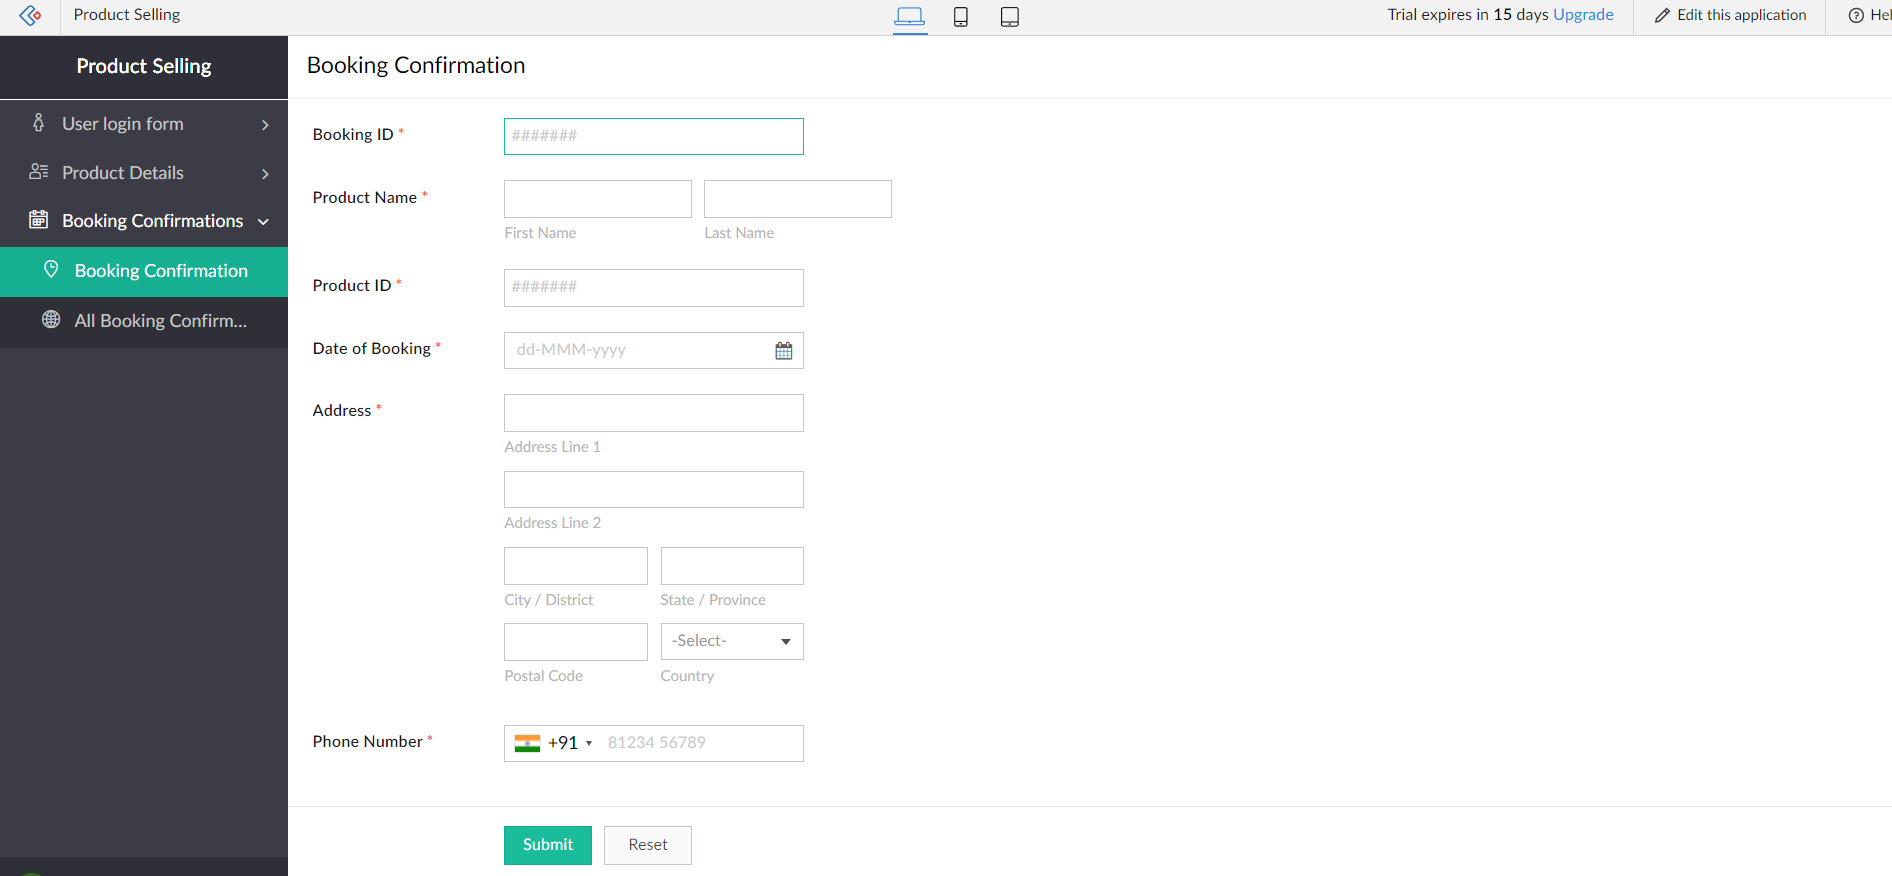 Product Selling
Trial expires in 15 days Upgrade
Edit this application
Product Selling
User login form
Product Details
Booking Confirmations
Booking Confirmation
All Booking Confirm...
Booking Confirmation
Booking ID *
#######
Product Name *
First Name
Last Name
Product ID *
#######
Date of Booking *
dd-MMM-yyyy
Address *
Address Line 1
Address Line 2
City / District
State / Province
-Select-
Postal Code
Country
Phone Number *
+91
81234 56789
Submit
Reset